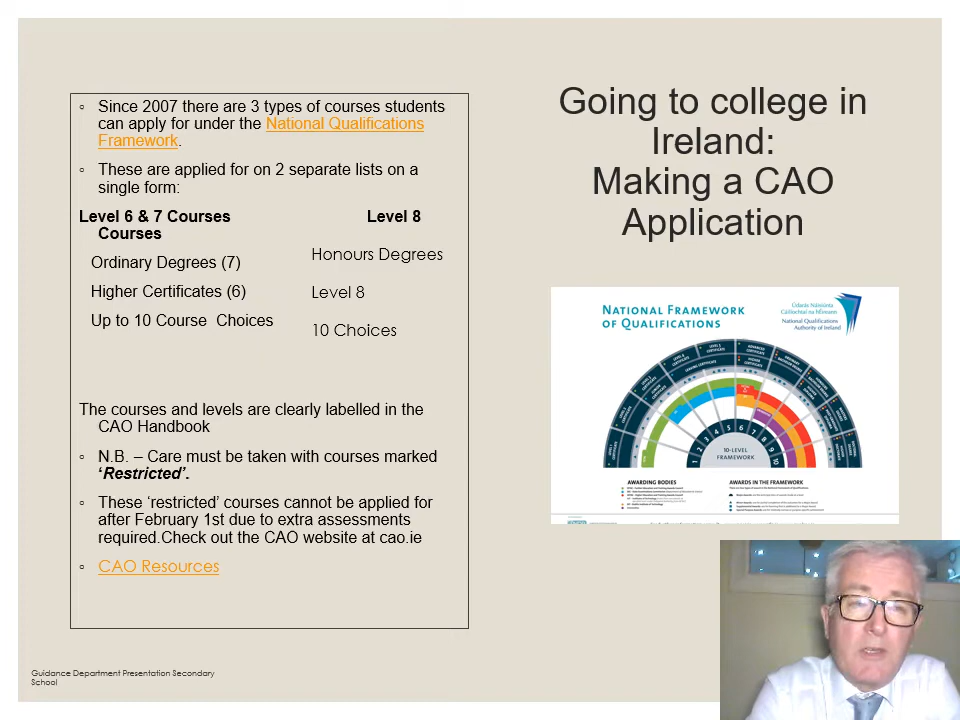 ◦ Since 2007 there are 3 types of courses students
can apply for under the National Qualifications
Framework.
◦ These are applied for on 2 separate lists on a
single form:
Level 6 & 7 Courses Level 8
Courses
Ordinary Degrees (7)
Higher Certificates (6)
Up to 10 Course Choices
Honours Degrees
Level 8
10 Choices
The courses and levels are clearly labelled in the
CAO Handbook
◦ N.B. – Care must be taken with courses marked
‘Restricted’.
◦ These ‘restricted’ courses cannot be applied for
after February 1st due to extra assessments
required.Check out the CAO website at cao.ie
◦ CAO Resources
Guidance Department Presentation Secondary
School
Going to college in
Ireland:
Making a CAO
Application
NATIONAL FRAMEWORK
OF QUALIFICATIONS
Údarás Náisiúnta
Cáilíochtaí na hÉireann
National Qualifications
Authority of Ireland
1 2 3 4 5 6 7 8 9 10
10-LEVEL
FRAMEWORK
AWARDING BODIES
AWARDS IN THE FRAMEWORK